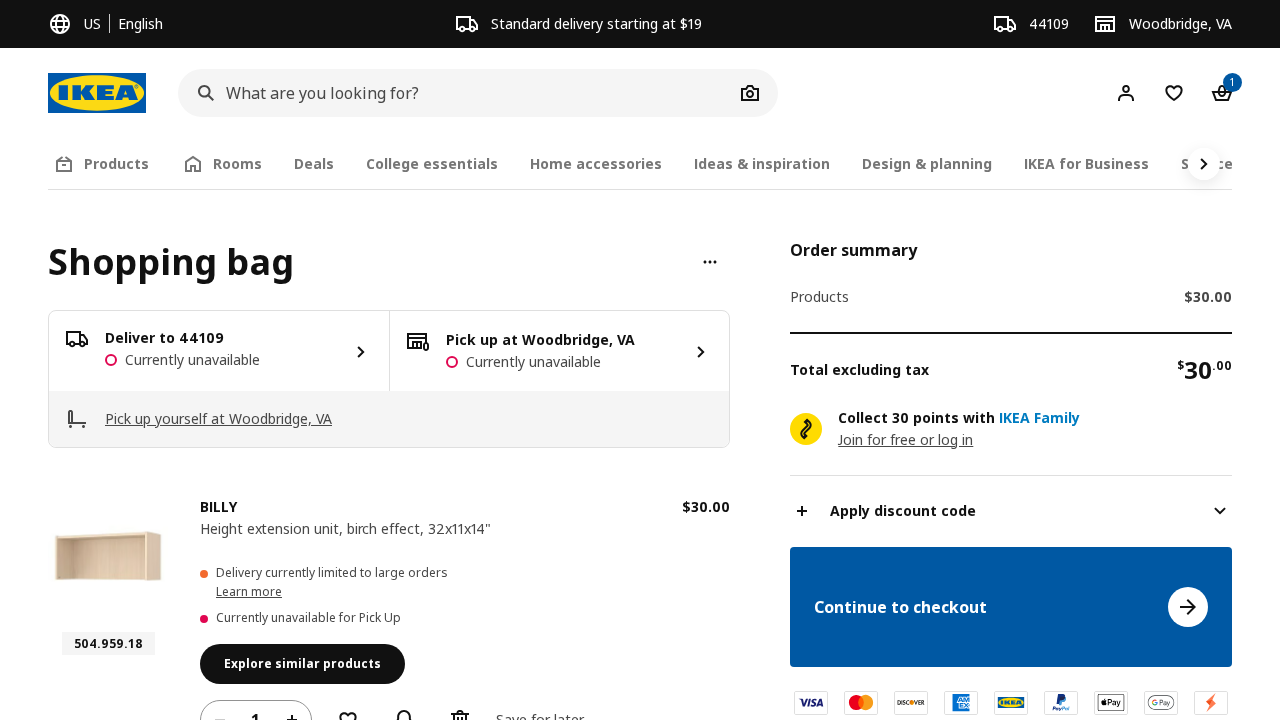 US English
Standard delivery starting at $19
44109
Woodbridge, VA
IKEA
What are you looking for?
1
Products
Rooms
Deals
College essentials
Home accessories
Ideas & inspiration
Design & planning
IKEA for Business
Shopping bag
Deliver to 44109
Currently unavailable
Pick up at Woodbridge, VA
Currently unavailable
Pick up yourself at Woodbridge, VA
BILLY
$30.00
Height extension unit, birch effect, 32x11x14"
Delivery currently limited to large orders
Learn more
Currently unavailable for Pick Up
504.959.18
Explore similar products
1
Save for later
Order summary
Products
$30.00
Total excluding tax
$30.00
Collect 30 points with IKEA Family
Join for free or log in
Apply discount code
Continue to checkout
VISA
mastercard
DISCOVER
AM EX
IKEA
PayPal
Pay
G Pay